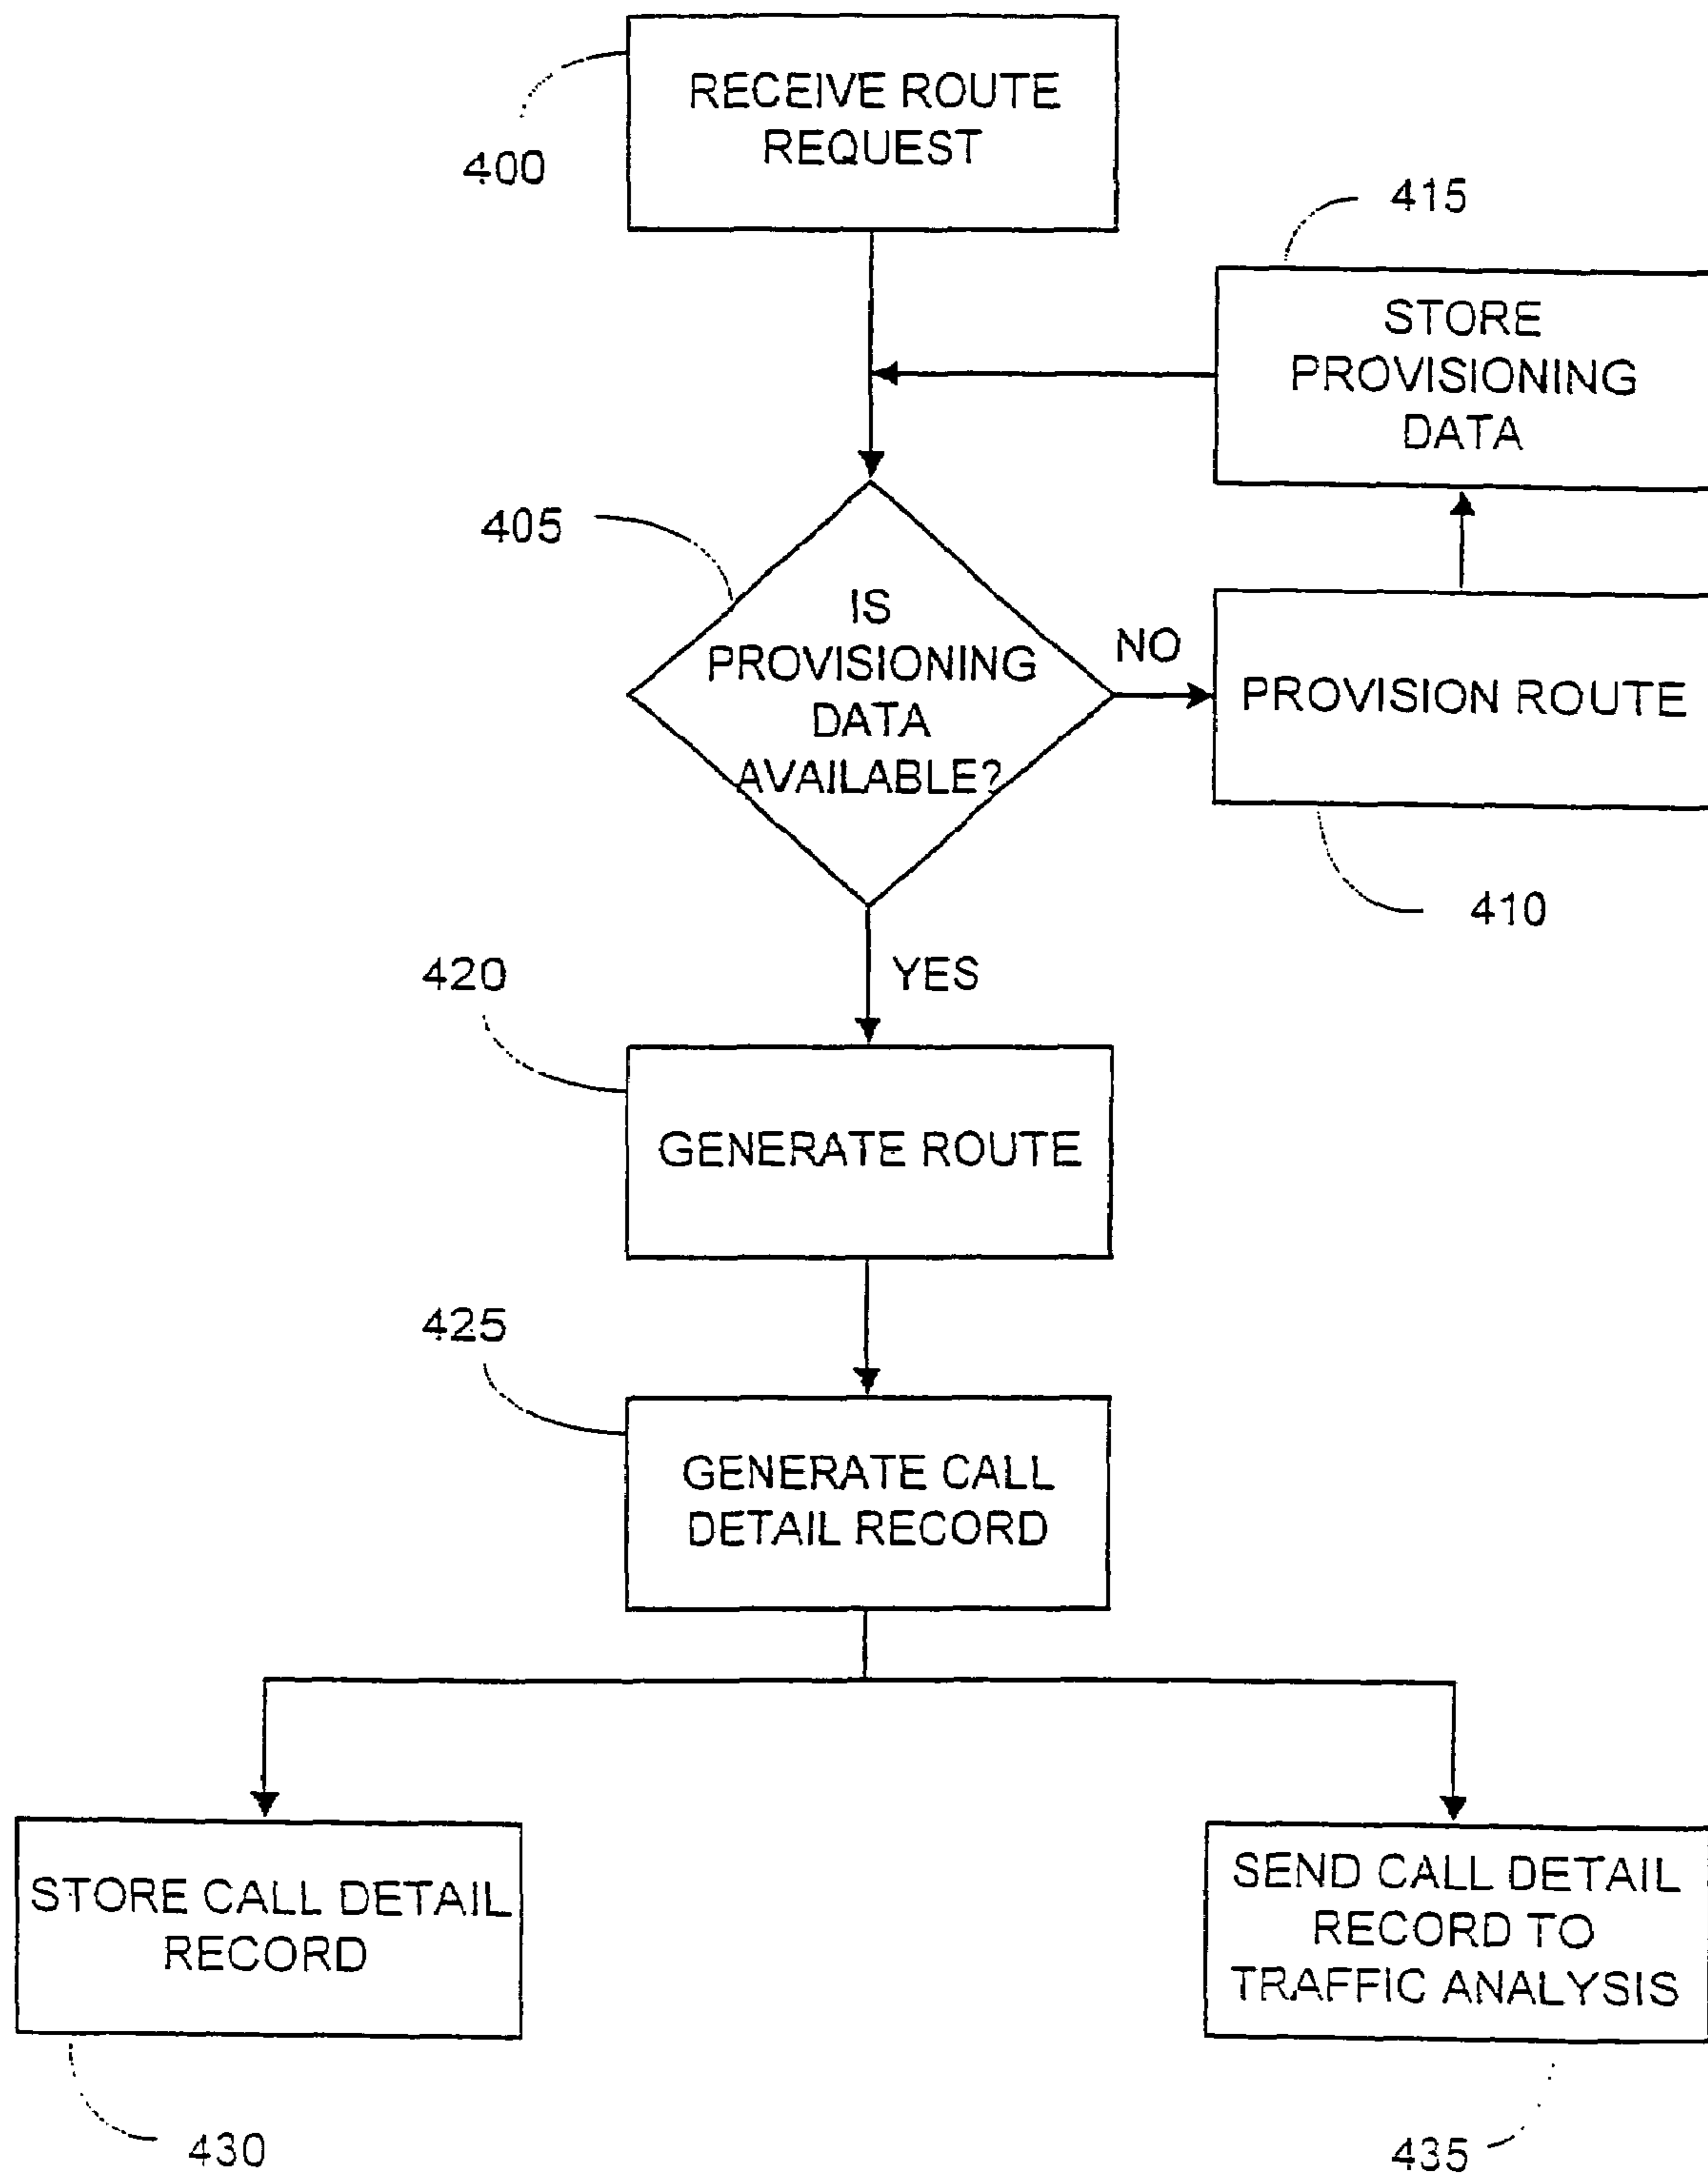 RECEIVE ROUTE
REQUEST
400
415
STORE
PROVISIONING
DATA
405
IS
PROVISIONING
DATA
AVAILABLE?
NO
PROVISION ROUTE
410
YES
420
GENERATE ROUTE
425
GENERATE CALL
DETAIL RECORD
STORE CALL DETAIL
RECORD
430
SEND CALL DETAIL
RECORD TO
TRAFFIC ANALYSIS
435